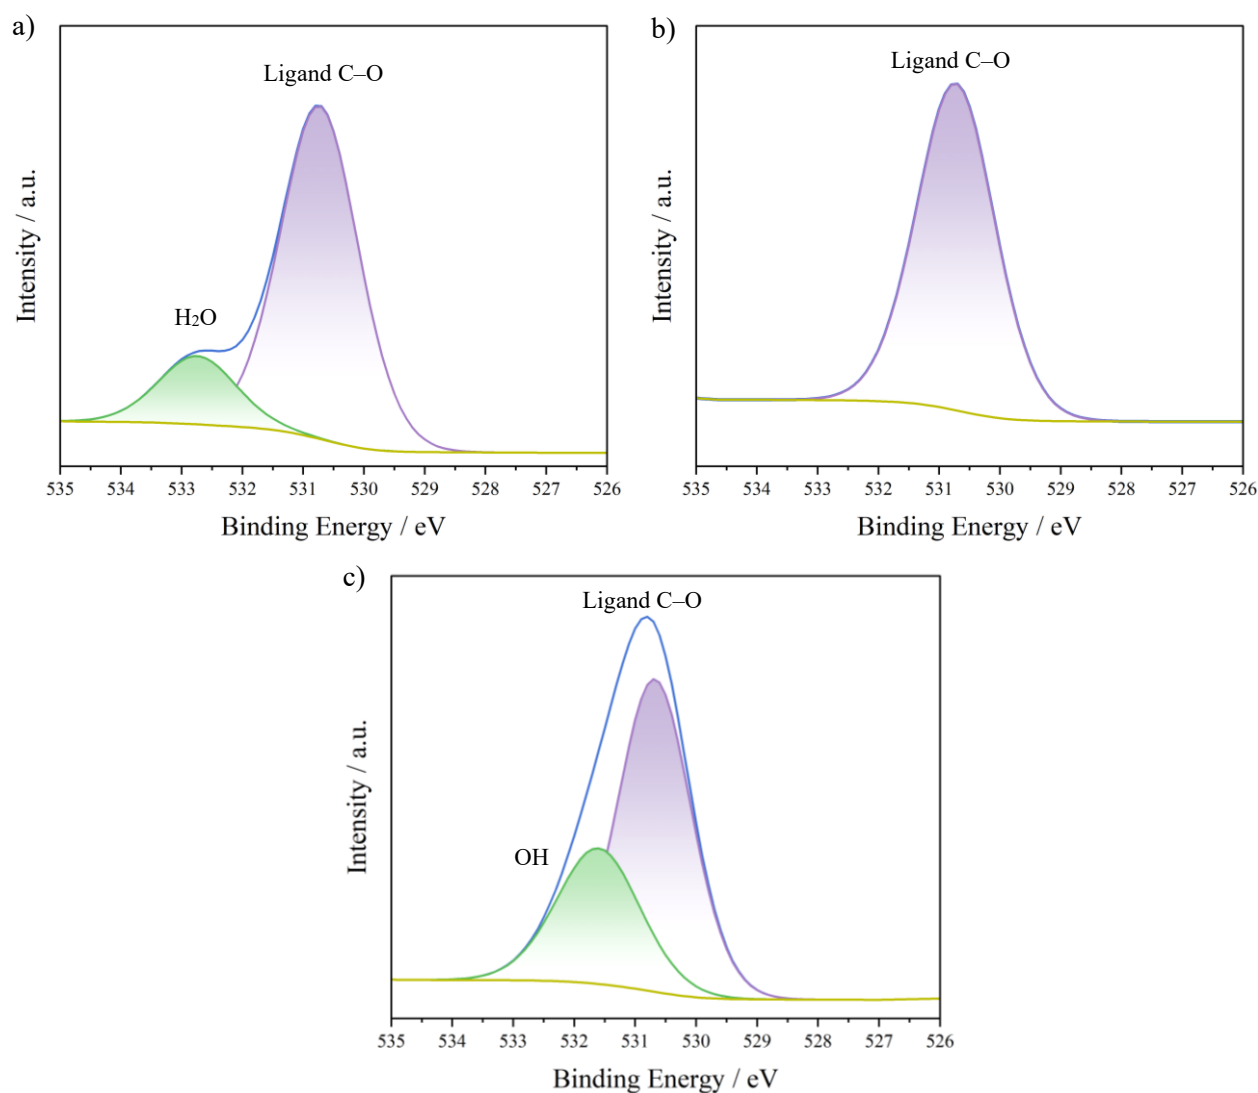 a)
Ligand C–O
H₂O
Intensity / a.u.
535 534 533 532 531 530 529 528 527 526
Binding Energy / eV
b)
Ligand C–O
Intensity / a.u.
535 534 533 532 531 530 529 528 527 526
Binding Energy / eV
c)
Ligand C–O
OH
Intensity / a.u.
535 534 533 532 531 530 529 528 527 526
Binding Energy / eV